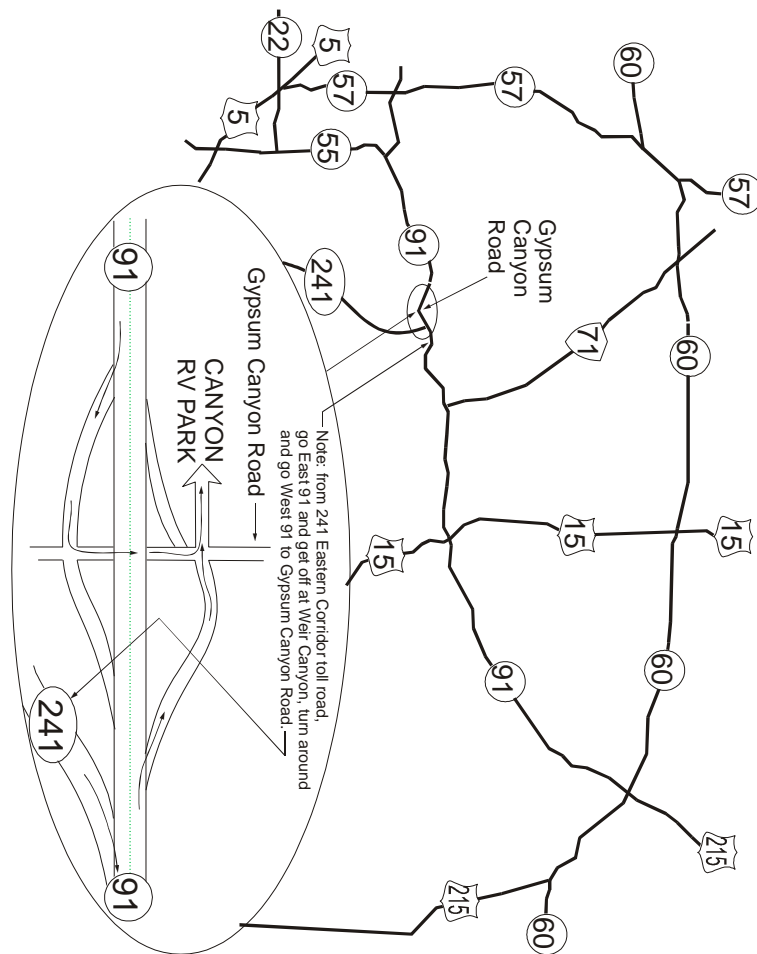 57
15
215
60
60
60
71
15
60
57
91
Gypsum
Canyon
Road
215
91
15
57
55
241
5
22
5
Note: from 241 Eastern Corridor toll road,
go East 91 and get off at Weir Canyon, turn around
and go West 91 to Gypsum Canyon Road.
Gypsum Canyon Road
CANYON
RV PARK
91
91
241